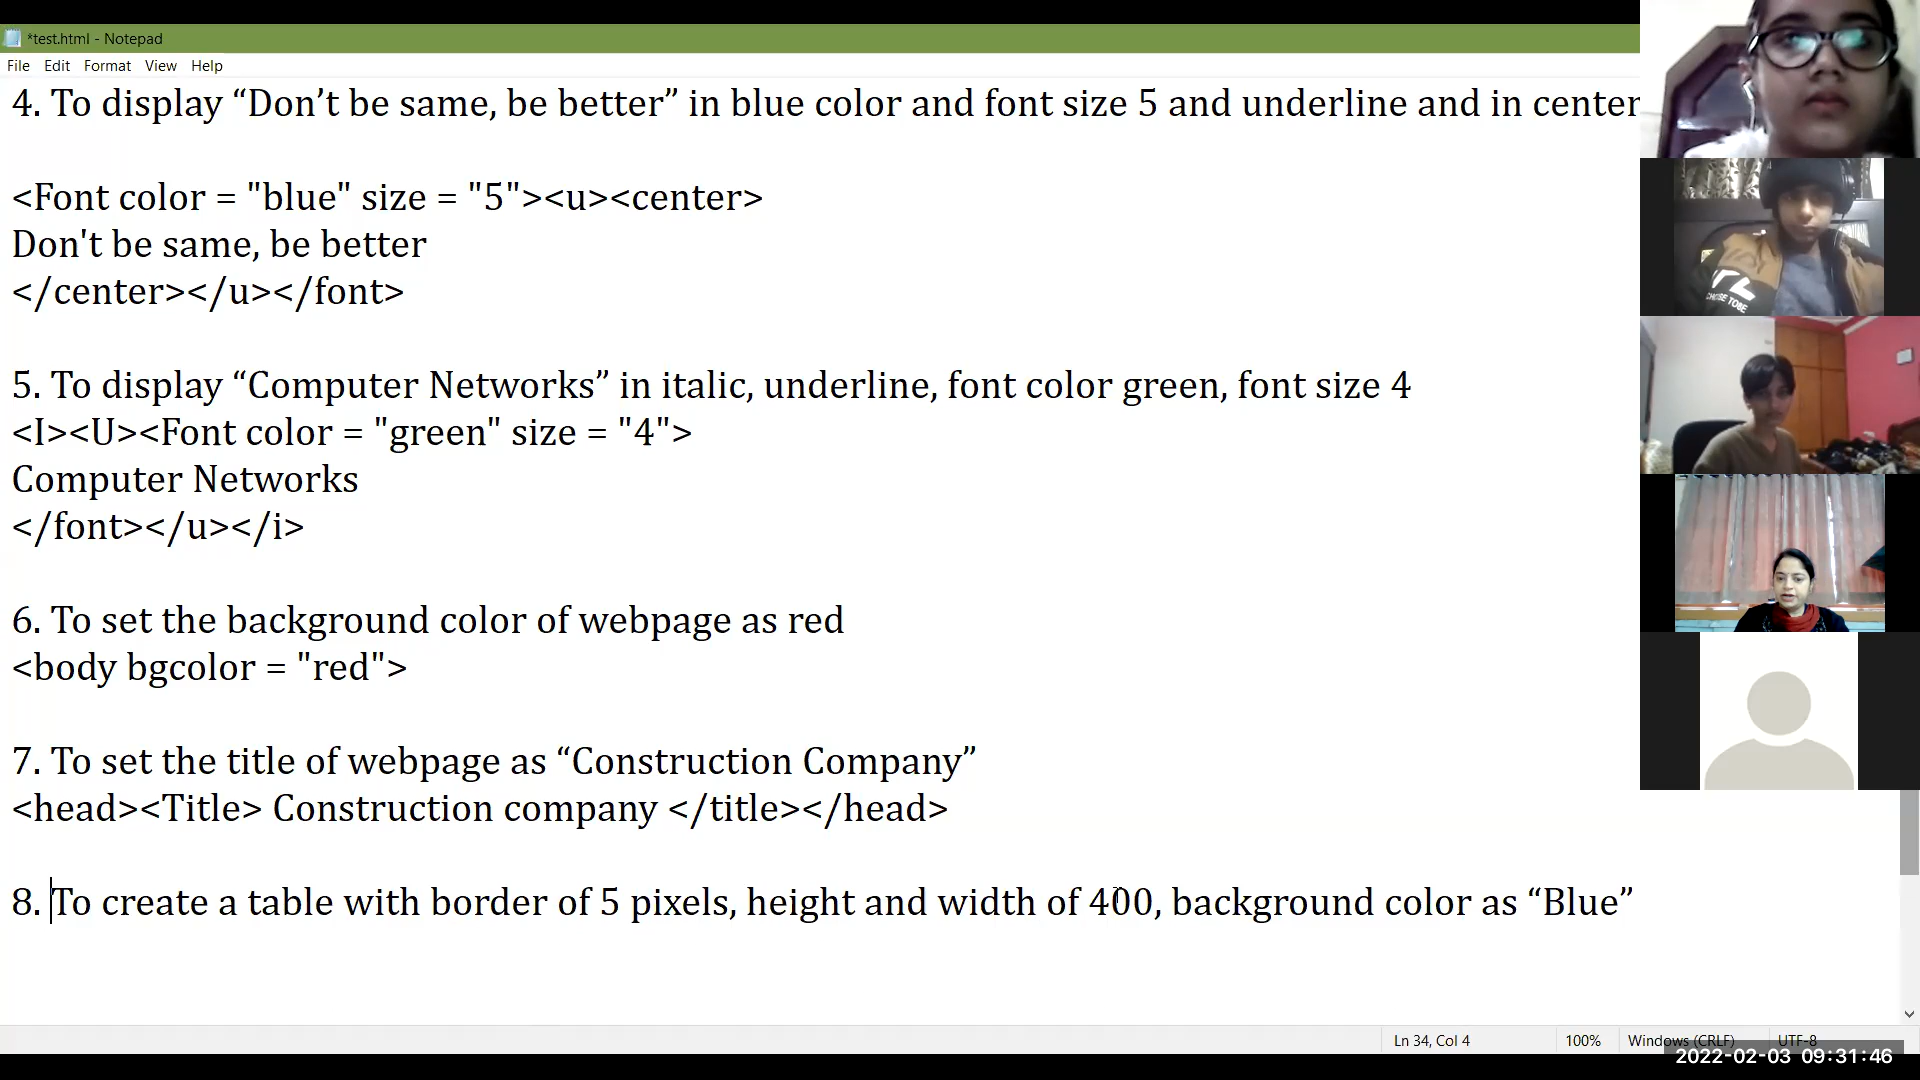 *test.html - Notepad
File Edit Format View Help
4. To display “Don’t be same, be better” in blue color and font size 5 and underline and in center
<Font color = "blue" size = "5"><u><center>
Don't be same, be better
</center></u></font>
5. To display “Computer Networks” in italic, underline, font color green, font size 4
<I><U><Font color = "green" size = "4">
Computer Networks
</font></u></i>
6. To set the background color of webpage as red
<body bgcolor = "red">
7. To set the title of webpage as “Construction Company”
<head><Title> Construction company </title></head>
8. To create a table with border of 5 pixels, height and width of 400, background color as “Blue”
Ln 34, Col 4 100% Windows (CRLF) UTF-8
2022-02-03 09:31:46